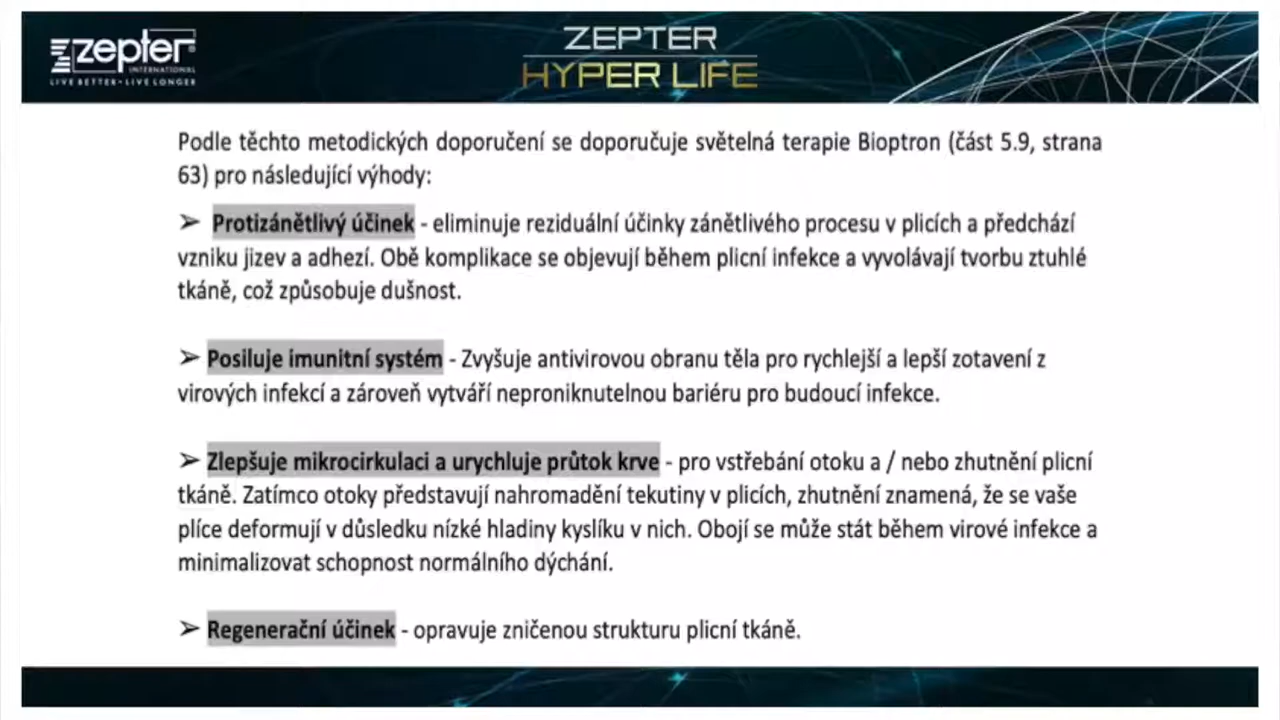 zepter
INTERNATIONAL
LIVE BETTER • LIVE LONGER
ZEPTER
HYPER LIFE
Podle těchto metodických doporučení se doporučuje světelná terapie Bioptron (část 5.9, strana
63) pro následující výhody:
➢ Protizánětlivý účinek - eliminuje reziduální účinky zánětlivého procesu v plicích a předchází
vzniku jizev a adhezí. Obě komplikace se objevují během plicní infekce a vyvolávají tvorbu ztuhlé
tkáně, což způsobuje dušnost.
➢ Posiluje imunitní systém - Zvyšuje antivirovou obranu těla pro rychlejší a lepší zotavení z
virových infekcí a zároveň vytváří neproniknutelnou bariéru pro budoucí infekce.
➢ Zlepšuje mikrocirkulaci a urychluje průtok krve - pro vstřebání otoku a / nebo zhutnění plicní
tkáně. Zatímco otoky představují nahromadění tekutiny v plicích, zhutnění znamená, že se vaše
plíce deformují v důsledku nízké hladiny kyslíku v nich. Obojí se může stát během virové infekce a
minimalizovat schopnost normálního dýchání.
➢ Regenerační účinek - opravuje zničenou strukturu plicní tkáně.